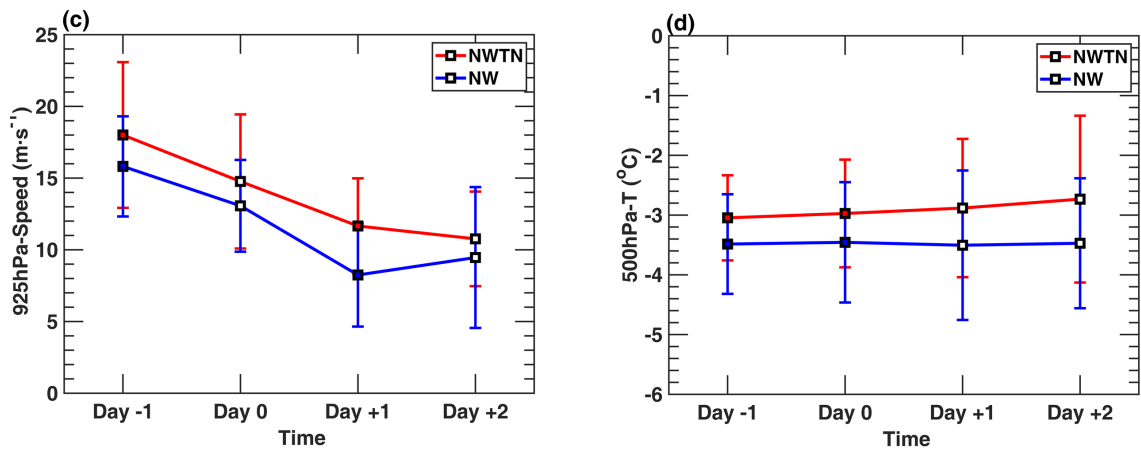 (c)
925hPa-Speed (m·s⁻¹)
25
20
15
10
5
0
NWTN
NW
Day -1 Day 0 Day +1 Day +2
Time
(d)
500hPa-T (°C)
0
-1
-2
-3
-4
-5
-6
NWTN
NW
Day -1 Day 0 Day +1 Day +2
Time